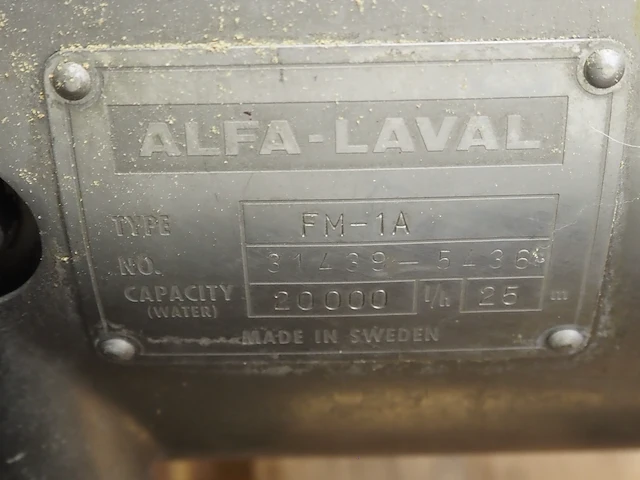 ALFA-LAVAL
TYPE FM-1A
NO. 31439-5436
CAPACITY 20000 l/h 25 m
(WATER)
MADE IN SWEDEN